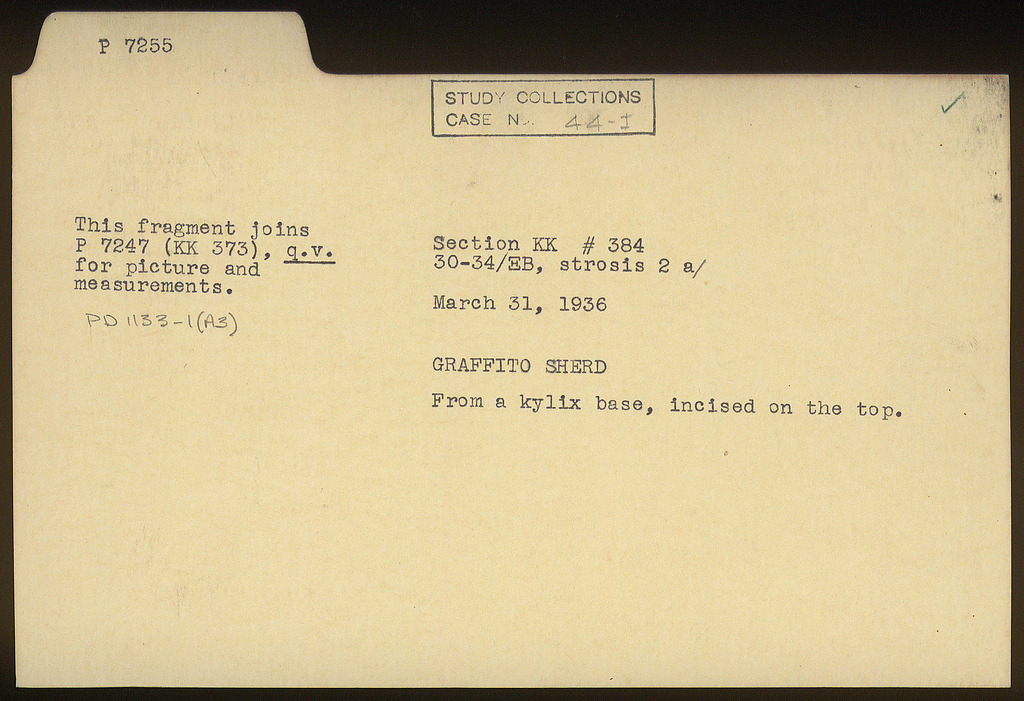 P 7255
STUDY COLLECTIONS
CASE No. 44-I
This fragment joins
P 7247 (KK 373), q.v.
for picture and
measurements.
PD 1133-1(A3)
Section KK # 384
30-34/EB, strosis 2 a/
March 31, 1936
GRAFFITO SHERD
From a kylix base, incised on the top.